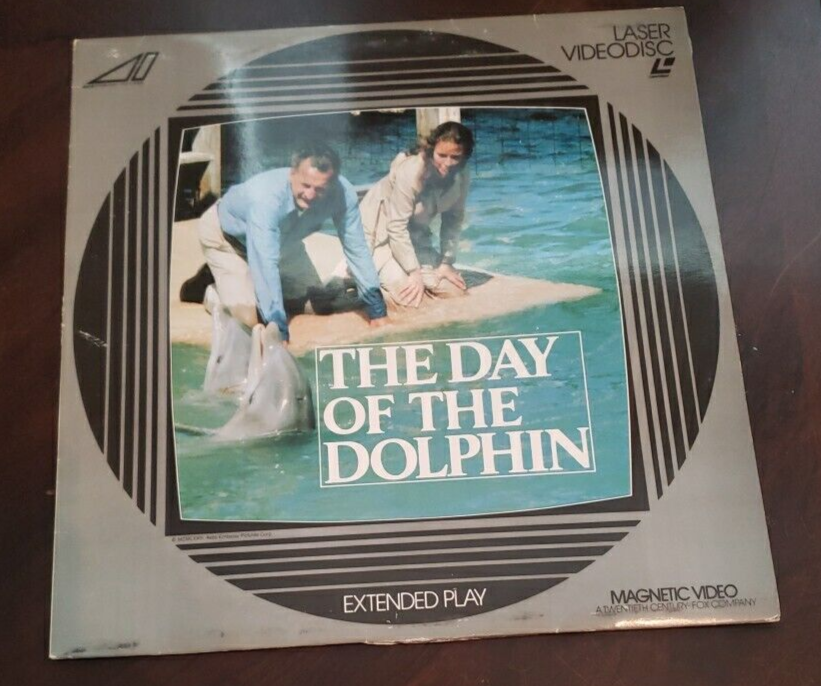 LASER
VIDEODISC
THE DAY
OF THE
DOLPHIN
EXTENDED PLAY
MAGNETIC VIDEO
A TWENTIETH CENTURY-FOX COMPANY